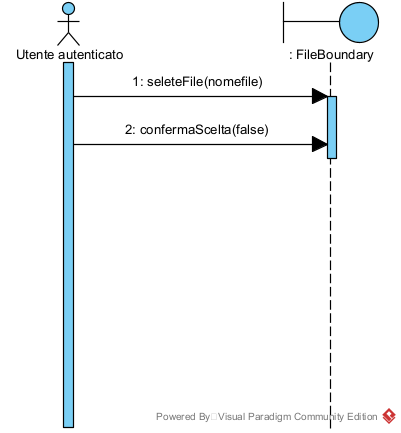 Utente autenticato
: FileBoundary
1: seleteFile(nomefile)
2: confermaScelta(false)
Powered By Visual Paradigm Community Edition